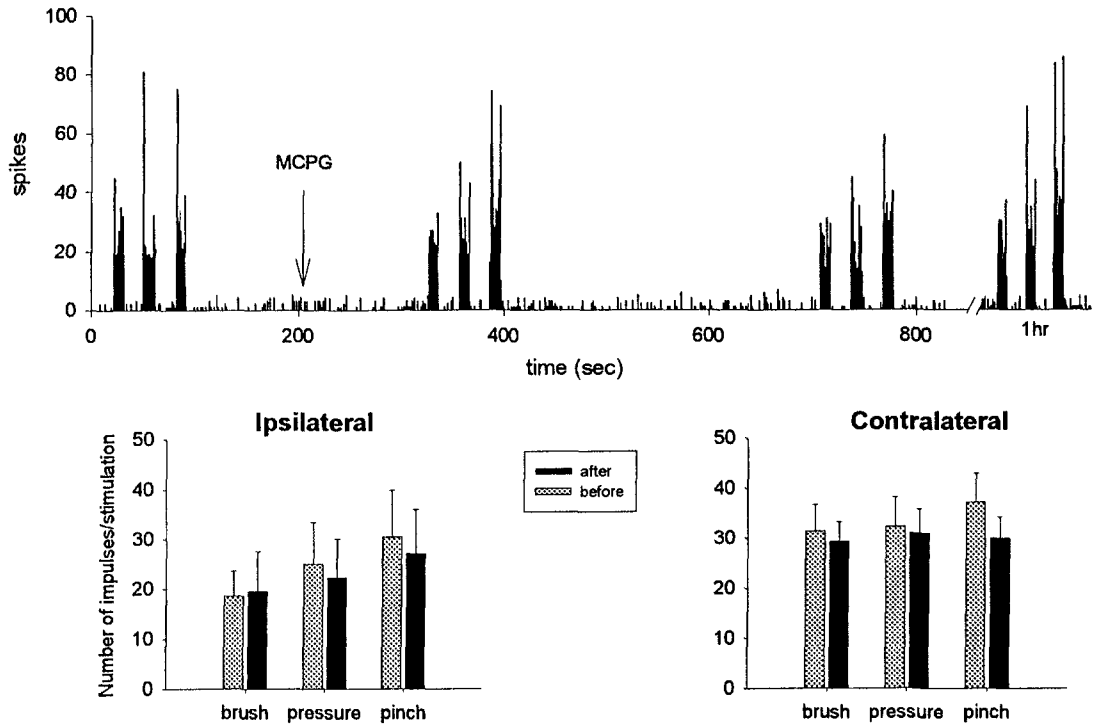 100
80
60
40
20
0
spikes
MCPG
0 200 400 600 800 1hr
time (sec)
Ipsilateral
50
40
30
20
10
0
Number of impulses/stimulation
brush pressure pinch
after
before
Contralateral
50
40
30
20
10
0
brush pressure pinch